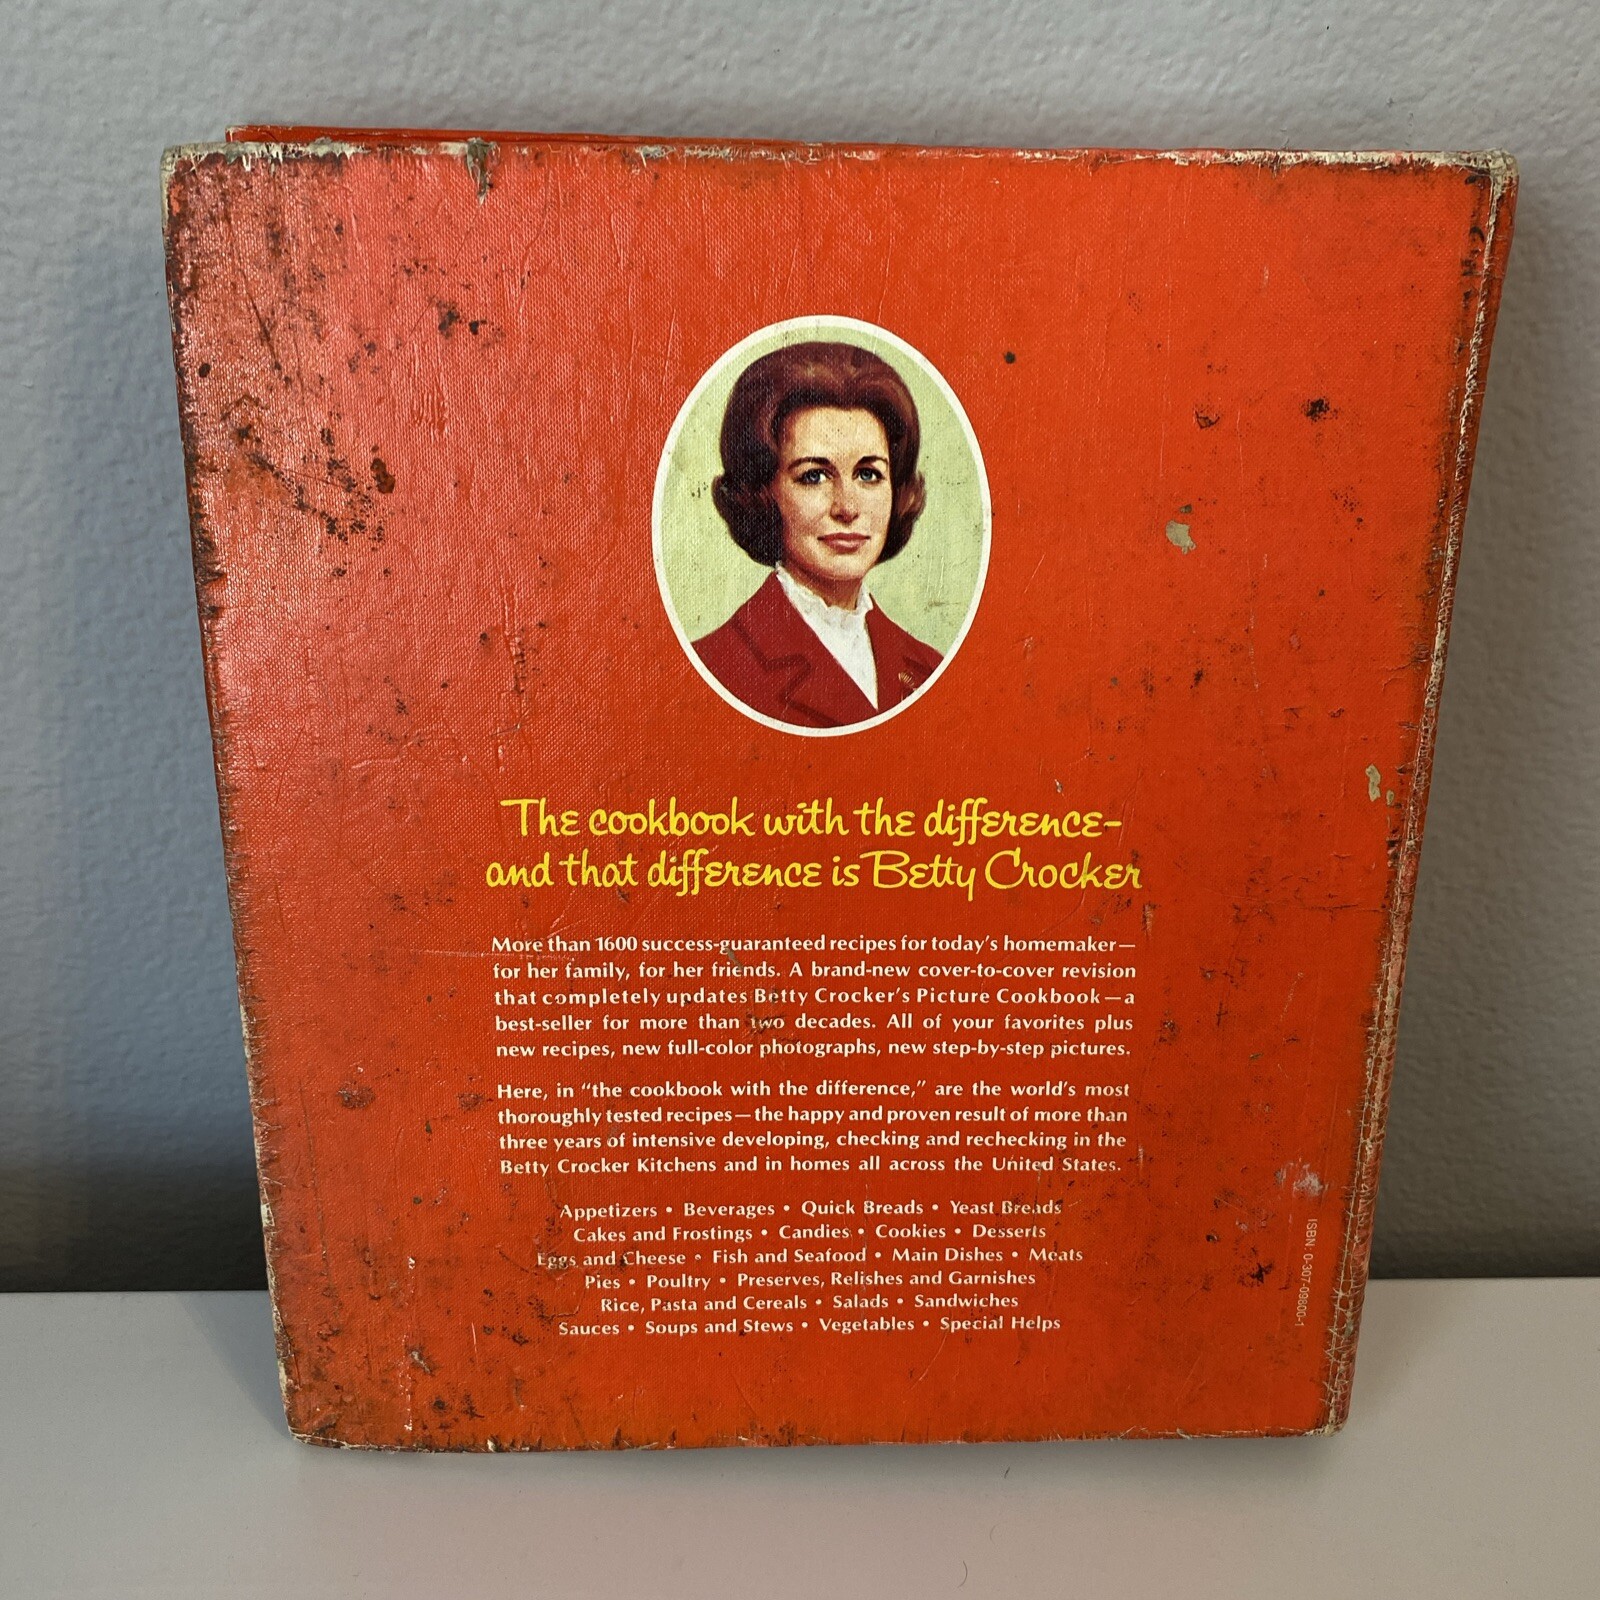 The cookbook with the difference–
and that difference is Betty Crocker
More than 1600 success-guaranteed recipes for today's homemaker—
for her family, for her friends. A brand-new cover-to-cover revision
that completely updates Betty Crocker's Picture Cookbook—a
best-seller for more than two decades. All of your favorites plus
new recipes, new full-color photographs, new step-by-step pictures.
Here, in "the cookbook with the difference," are the world's most
thoroughly tested recipes—the happy and proven result of more than
three years of intensive developing, checking and rechecking in the
Betty Crocker Kitchens and in homes all across the United States.
Appetizers • Beverages • Quick Breads • Yeast Breads
Cakes and Frostings • Candies • Cookies • Desserts
Eggs and Cheese • Fish and Seafood • Main Dishes • Meats
Pies • Poultry • Preserves, Relishes and Garnishes
Rice, Pasta and Cereals • Salads • Sandwiches
Sauces • Soups and Stews • Vegetables • Special Helps
ISBN: 0-307-09800-1